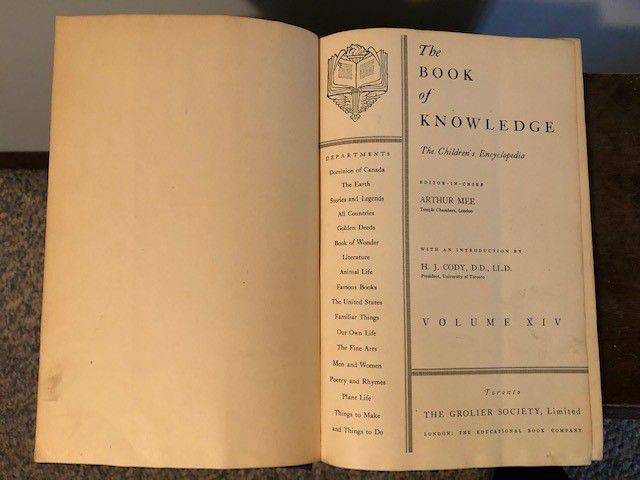 DEPARTMENTS
Dominion of Canada
The Earth
Stories and Legends
All Countries
Golden Deeds
Book of Wonder
Literature
Animal Life
Famous Books
The United States
Familiar Things
Our Own Life
The Fine Arts
Men and Women
Poetry and Rhymes
Plant Life
Things to Make
and Things to Do
The
BOOK
of
KNOWLEDGE
The Children's Encyclopedia
EDITOR-IN-CHIEF
ARTHUR MEE
Temple Chambers, London
WITH AN INTRODUCTION BY
H. J. CODY, D.D., LL.D.
President, University of Toronto
VOLUME XIV
Toronto
THE GROLIER SOCIETY, Limited
LONDON: THE EDUCATIONAL BOOK COMPANY